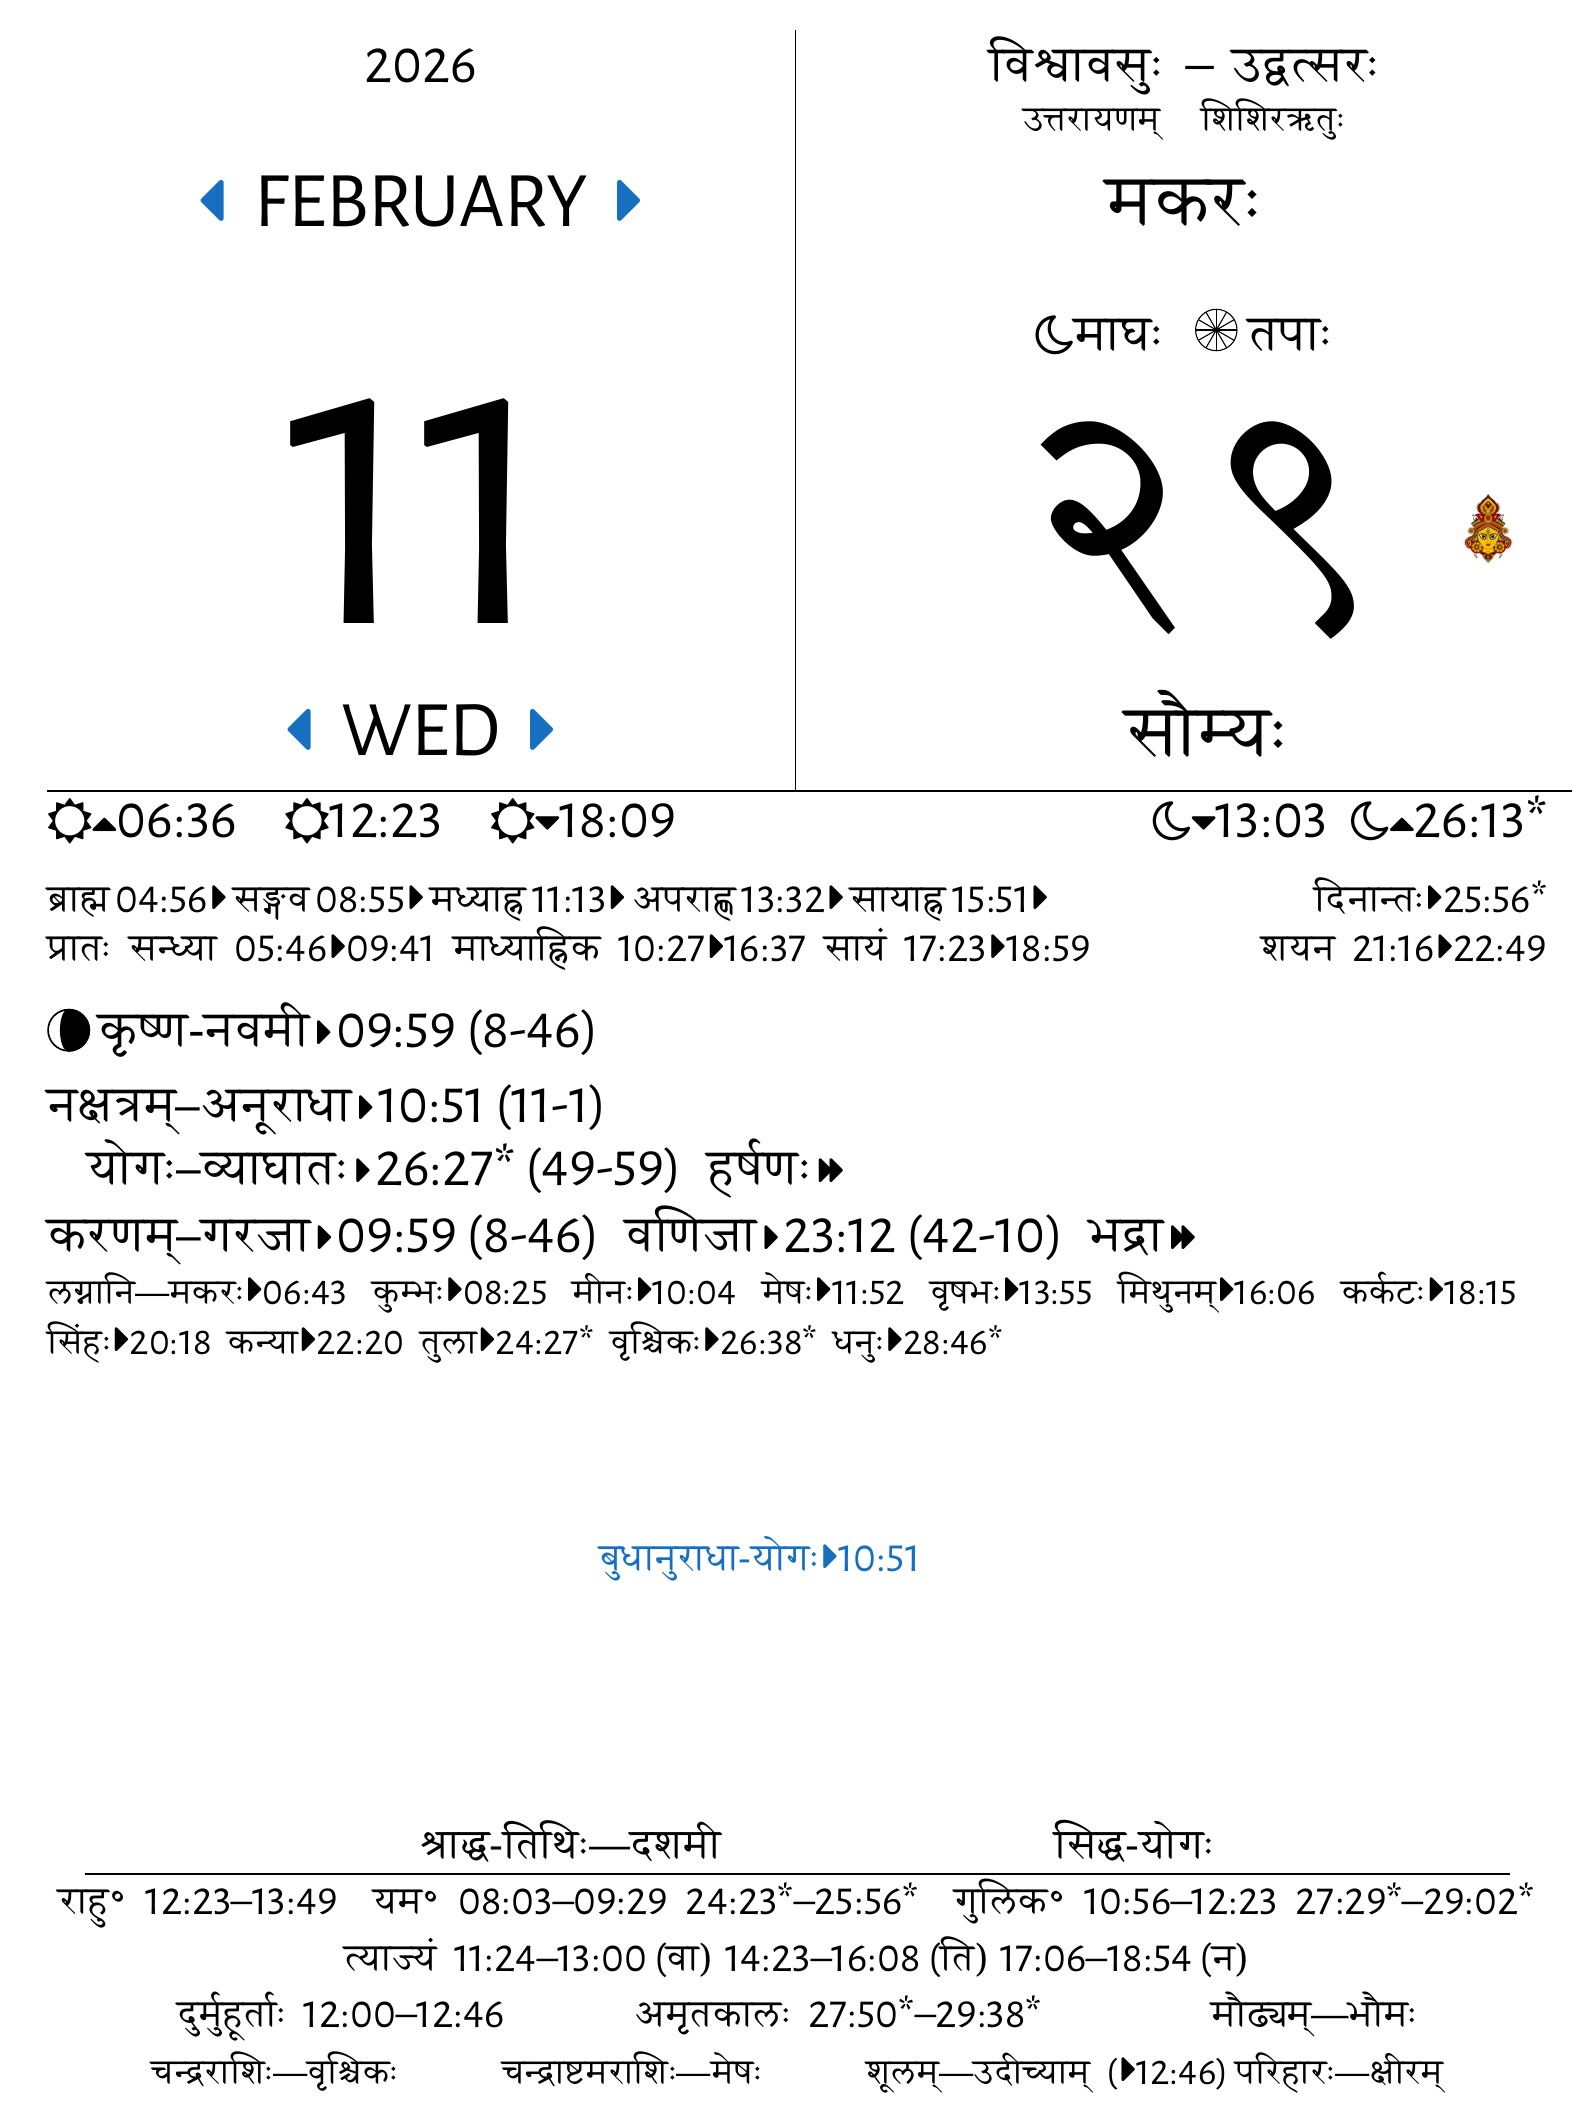 2026
FEBRUARY
11
WED
विश्वावसुः – उद्वत्सरः
उत्तरायणम् शिशिरऋतुः
मकरः
माघः तपाः
२९
सौम्यः
06:36 12:23 18:09 13:03 26:13*
ब्राह्म 04:56 सङ्गव 08:55 मध्याह्न 11:13 अपराह्ण 13:32 सायाह्न 15:51 दिनान्तः 25:56*
प्रातः सन्ध्या 05:46 09:41 माध्याह्निक 10:27 16:37 सायं 17:23 18:59 शयन 21:16 22:49
कृष्ण-नवमी 09:59 (8-46)
नक्षत्रम्–अनूराधा 10:51 (11-1)
योगः–व्याघातः 26:27* (49-59) हर्षणः
करणम्–गरजा 09:59 (8-46) वणिजा 23:12 (42-10) भद्रा
लग्नानि—मकरः 06:43 कुम्भः 08:25 मीनः 10:04 मेषः 11:52 वृषभः 13:55 मिथुनम् 16:06 कर्कटः 18:15
सिंहः 20:18 कन्या 22:20 तुला 24:27* वृश्चिकः 26:38* धनुः 28:46*
बुधानुराधा-योगः 10:51
श्राद्ध-तिथिः—दशमी सिद्ध-योगः
राहु° 12:23–13:49 यम° 08:03–09:29 24:23*–25:56* गुलिक° 10:56–12:23 27:29*–29:02*
त्याज्यं 11:24–13:00 (वा) 14:23–16:08 (ति) 17:06–18:54 (न)
दुर्मुहूर्ताः 12:00–12:46 अमृतकालः 27:50*–29:38* मौढ्यम्—भौमः
चन्द्रराशिः—वृश्चिकः चन्द्राष्टमराशिः—मेषः शूलम्—उदीच्याम् (12:46) परिहारः—क्षीरम्